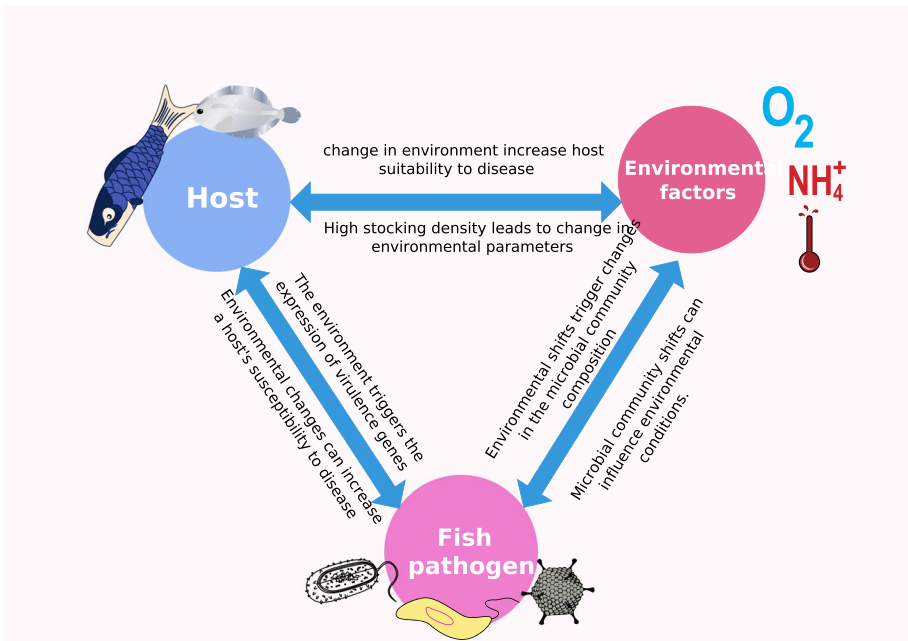 O2
NH4+
Host
change in environment increase host
suitability to disease
Environmental
factors
High stocking density leads to change in
environmental parameters
The environment triggers the
expression of virulence genes
Environmental changes can increase
a host's susceptibility to disease
Environmental shifts trigger changes
in the microbial community
composition
Microbial community shifts can
influence environmental
conditions.
Fish
pathogen